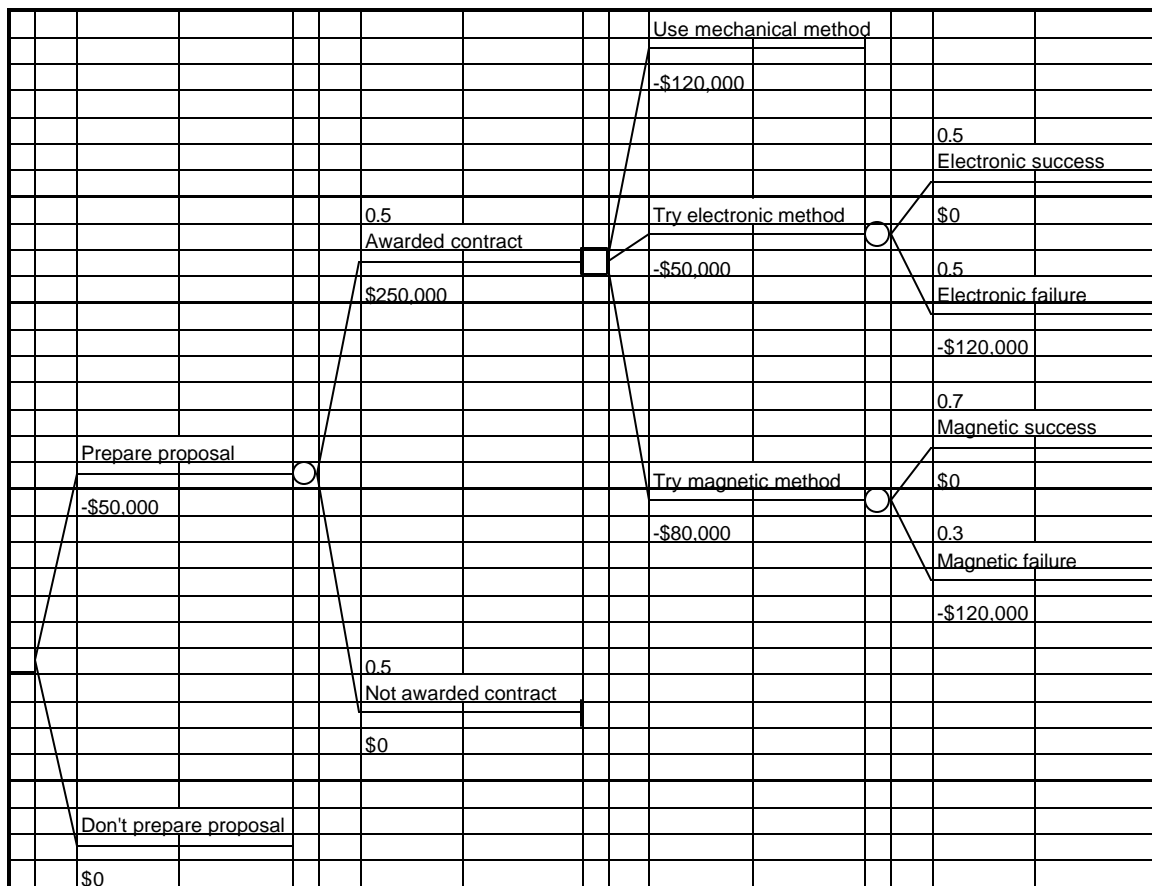 Use mechanical method
-$120,000
0.5
Electronic success
0.5
Try electronic method
$0
Awarded contract
-$50,000
0.5
$250,000
Electronic failure
-$120,000
0.7
Magnetic success
Prepare proposal
Try magnetic method
$0
-$50,000
-$80,000
0.3
Magnetic failure
-$120,000
0.5
Not awarded contract
$0
Don't prepare proposal
$0